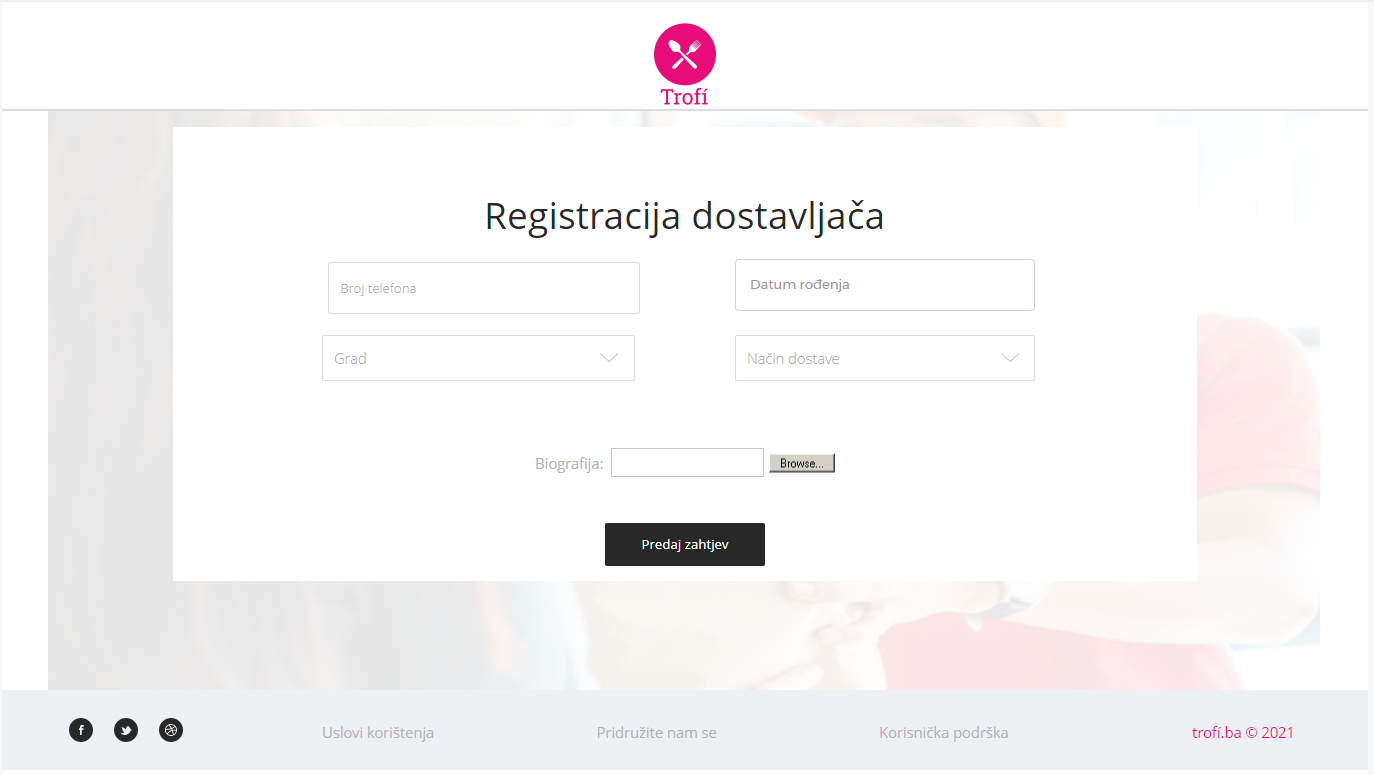 Trofí
Registracija dostavljača
Broj telefona
Datum rođenja
Grad
Način dostave
Biografija:
Browse...
Predaj zahtjev
Uslovi korištenja
Pridružite nam se
Korisnička podrška
trofí.ba © 2021